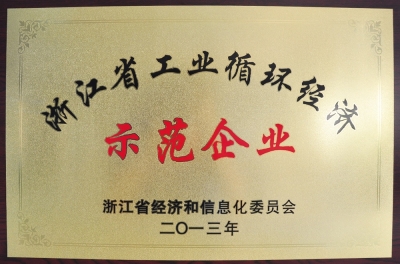 浙江省工业循环经济
示范企业
浙江省经济和信息化委员会
二〇一三年